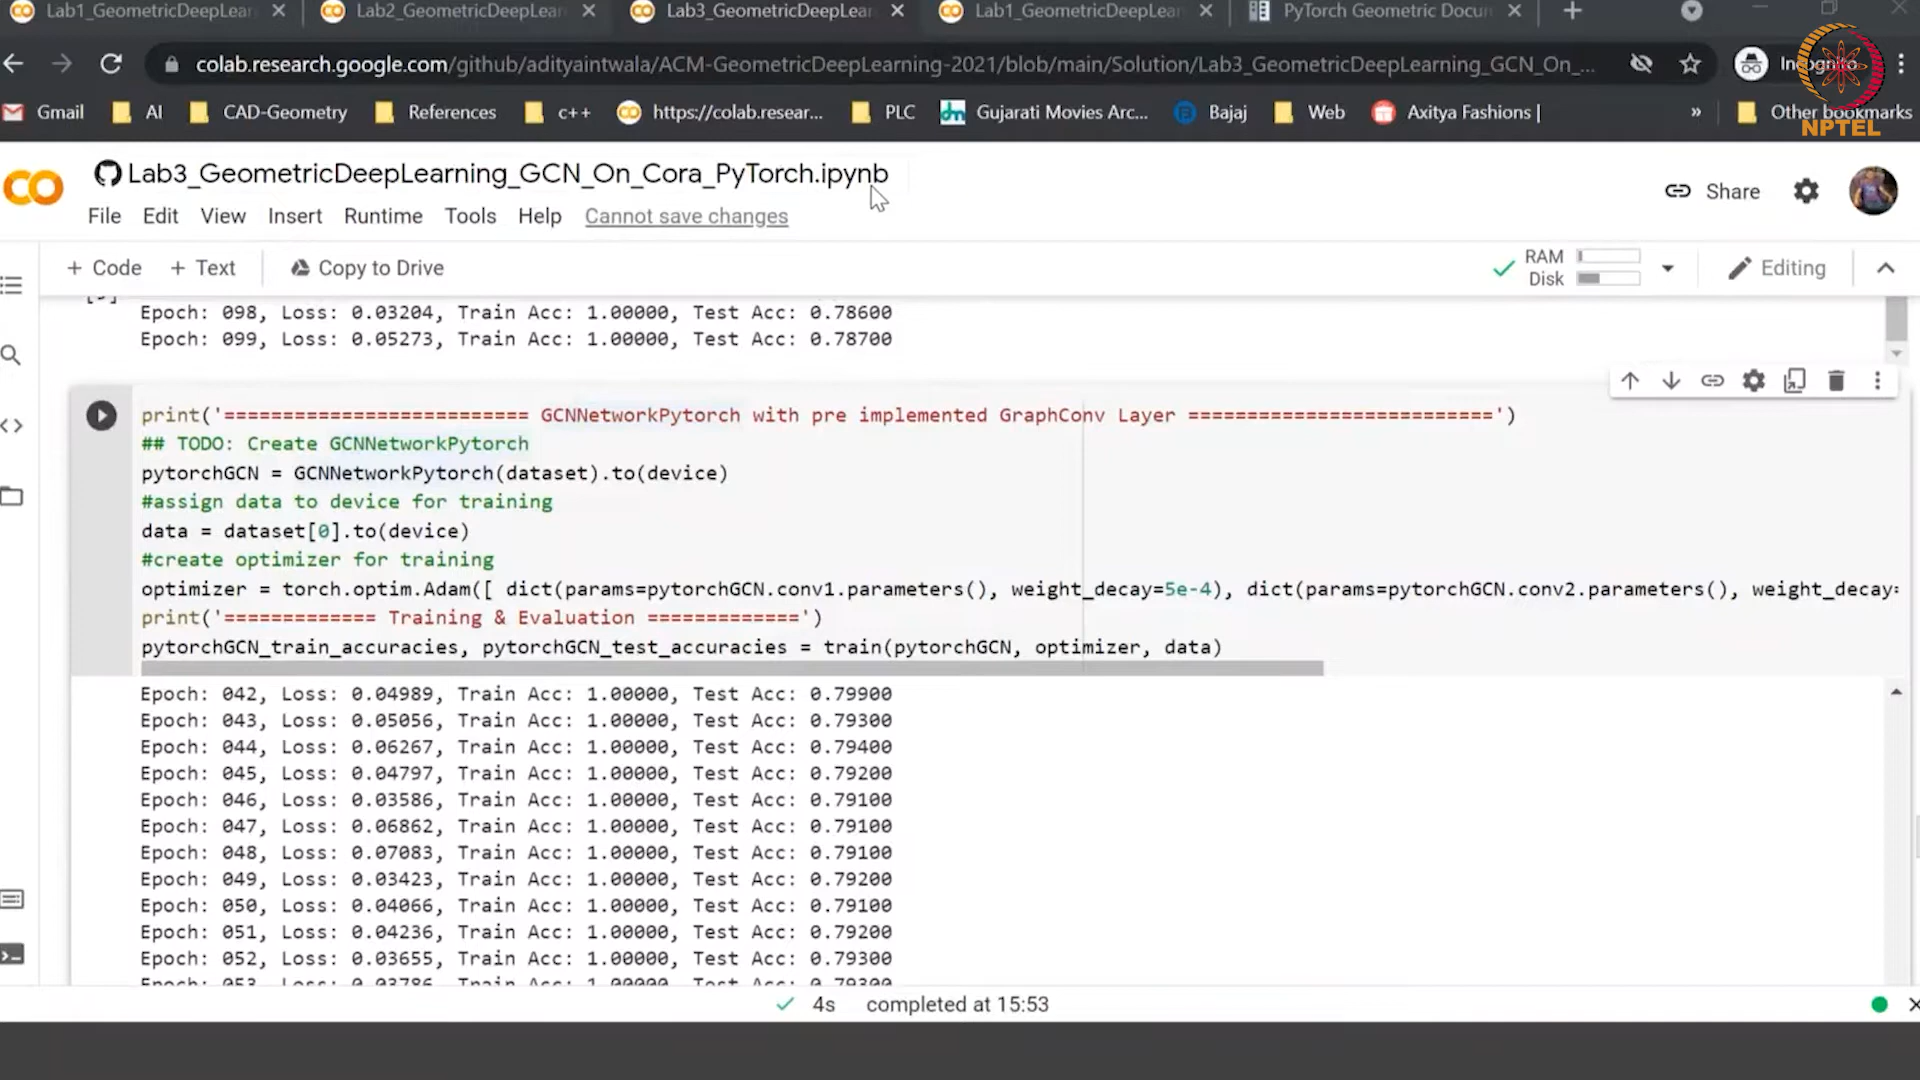 Lab1_GeometricDeepLear
Lab2_GeometricDeepLear
Lab3_GeometricDeepLear
Lab1_GeometricDeepLear
PyTorch Geometric Docun
colab.research.google.com/github/adityaintwala/ACM-GeometricDeepLearning-2021/blob/main/Solution/Lab3_GeometricDeepLearning_GCN_On_...
Incognito
Gmail AI CAD-Geometry References c++ https://colab.resear... PLC Gujarati Movies Arc... Bajaj Web Axitya Fashions | » Other bookmarks
NPTEL
Lab3_GeometricDeepLearning_GCN_On_Cora_PyTorch.ipynb
File Edit View Insert Runtime Tools Help Cannot save changes
Share
+ Code + Text Copy to Drive
RAM
Disk
Editing
Epoch: 098, Loss: 0.03204, Train Acc: 1.00000, Test Acc: 0.78600
Epoch: 099, Loss: 0.05273, Train Acc: 1.00000, Test Acc: 0.78700
print('========================== GCNNetworkPytorch with pre implemented GraphConv Layer ==========================')
## TODO: Create GCNNetworkPytorch
pytorchGCN = GCNNetworkPytorch(dataset).to(device)
#assign data to device for training
data = dataset[0].to(device)
#create optimizer for training
optimizer = torch.optim.Adam([ dict(params=pytorchGCN.conv1.parameters(), weight_decay=5e-4), dict(params=pytorchGCN.conv2.parameters(), weight_decay=
print('============= Training & Evaluation =============')
pytorchGCN_train_accuracies, pytorchGCN_test_accuracies = train(pytorchGCN, optimizer, data)
Epoch: 042, Loss: 0.04989, Train Acc: 1.00000, Test Acc: 0.79900
Epoch: 043, Loss: 0.05056, Train Acc: 1.00000, Test Acc: 0.79300
Epoch: 044, Loss: 0.06267, Train Acc: 1.00000, Test Acc: 0.79400
Epoch: 045, Loss: 0.04797, Train Acc: 1.00000, Test Acc: 0.79200
Epoch: 046, Loss: 0.03586, Train Acc: 1.00000, Test Acc: 0.79100
Epoch: 047, Loss: 0.06862, Train Acc: 1.00000, Test Acc: 0.79100
Epoch: 048, Loss: 0.07083, Train Acc: 1.00000, Test Acc: 0.79100
Epoch: 049, Loss: 0.03423, Train Acc: 1.00000, Test Acc: 0.79200
Epoch: 050, Loss: 0.04066, Train Acc: 1.00000, Test Acc: 0.79100
Epoch: 051, Loss: 0.04236, Train Acc: 1.00000, Test Acc: 0.79200
Epoch: 052, Loss: 0.03655, Train Acc: 1.00000, Test Acc: 0.79300
Epoch: 053, Loss: 0.03786, Train Acc: 1.00000, Test Acc: 0.79300
4s completed at 15:53